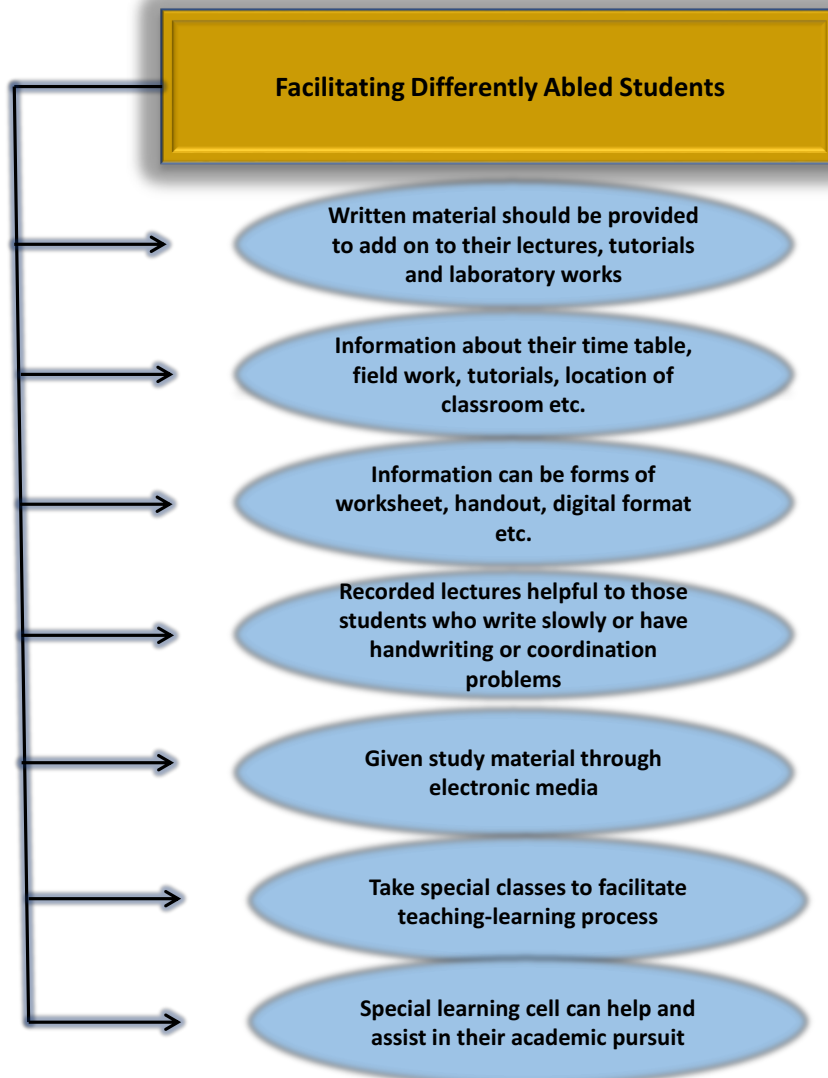 Facilitating Differently Abled Students
Written material should be provided
to add on to their lectures, tutorials
and laboratory works
Information about their time table,
field work, tutorials, location of
classroom etc.
Information can be forms of
worksheet, handout, digital format
etc.
Recorded lectures helpful to those
students who write slowly or have
handwriting or coordination
problems
Given study material through
electronic media
Take special classes to facilitate
teaching-learning process
Special learning cell can help and
assist in their academic pursuit